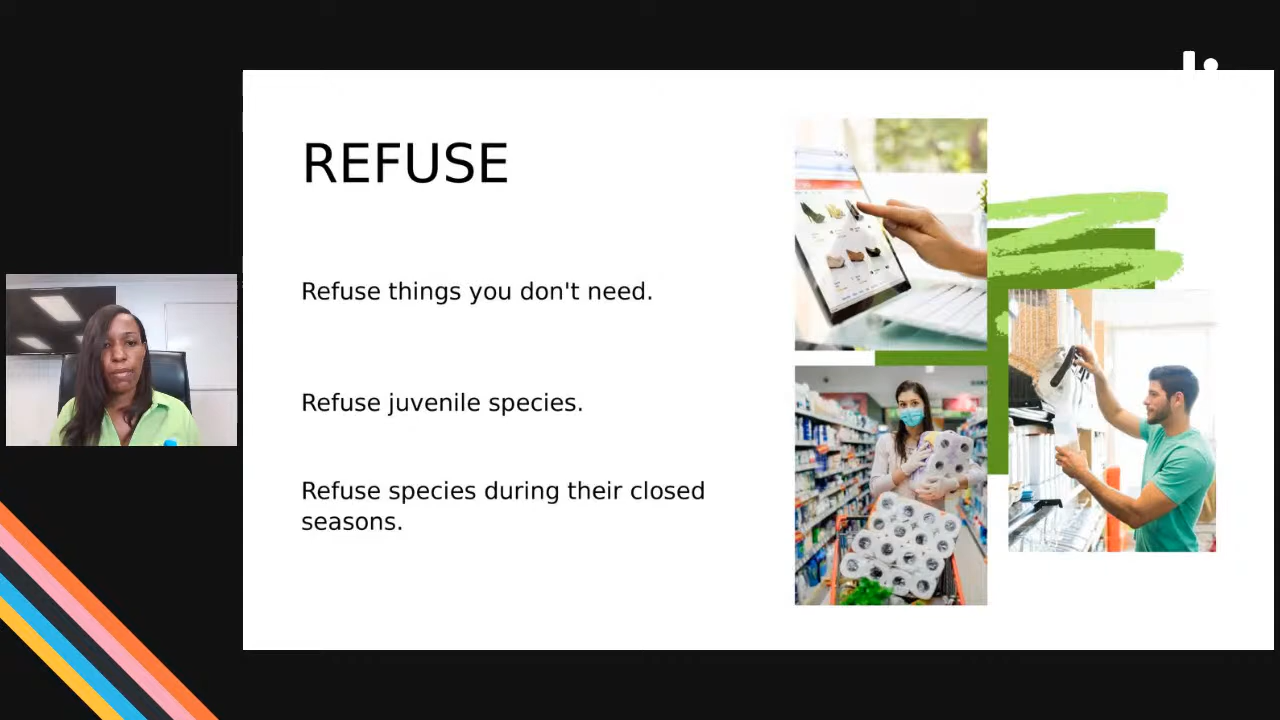 REFUSE
Refuse things you don't need.
Refuse juvenile species.
Refuse species during their closed
seasons.